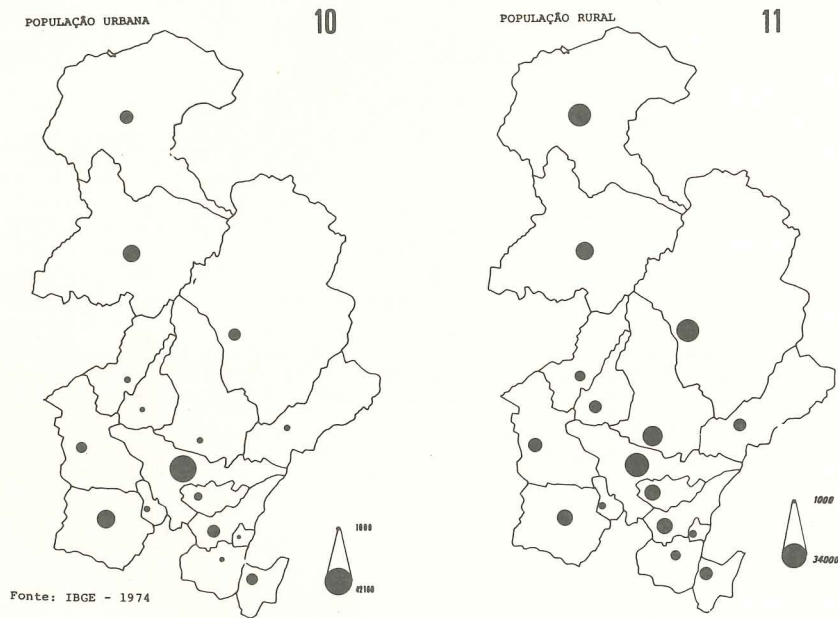 POPULAÇÃO URBANA
10
1000
42160
Fonte: IBGE - 1974
POPULAÇÃO RURAL
11
1000
34000